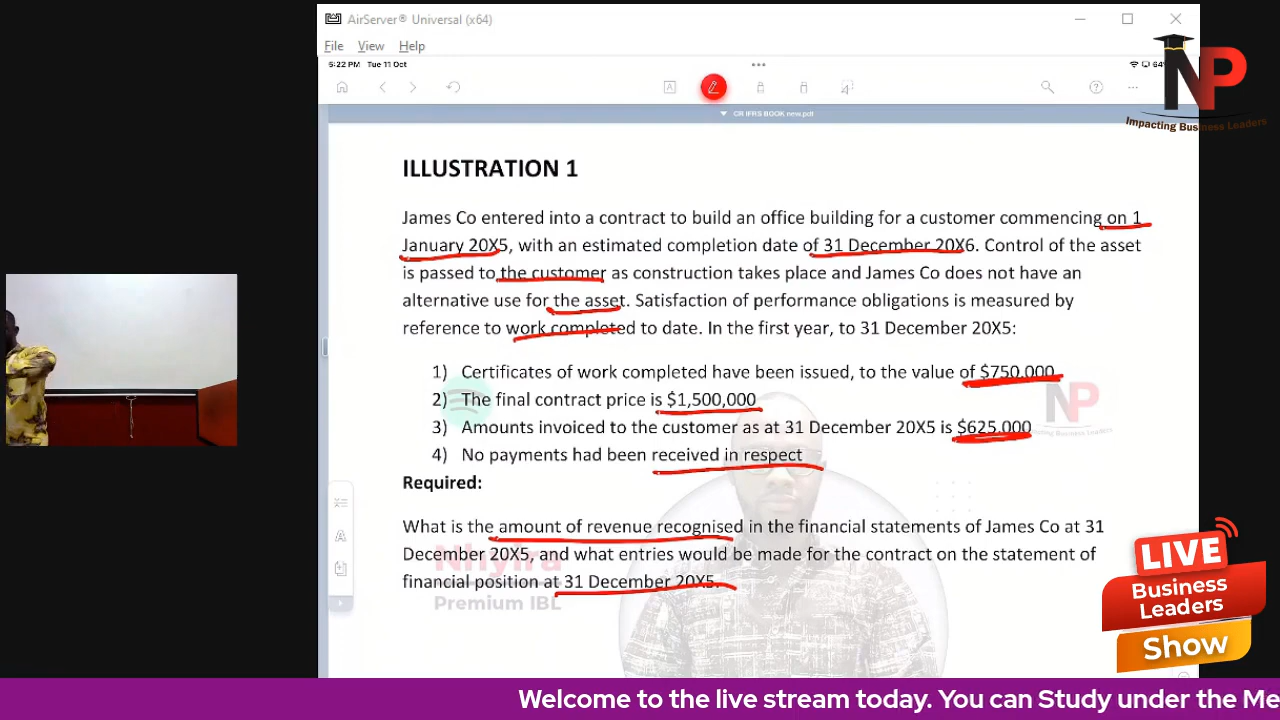 AirServer® Universal (x64)
File View Help
5:22 PM Tue 11 Oct
CR IFRS BOOK new.pdf
NP
Impacting Business Leaders
ILLUSTRATION 1
James Co entered into a contract to build an office building for a customer commencing on 1
January 20X5, with an estimated completion date of 31 December 20X6. Control of the asset
is passed to the customer as construction takes place and James Co does not have an
alternative use for the asset. Satisfaction of performance obligations is measured by
reference to work completed to date. In the first year, to 31 December 20X5:
1) Certificates of work completed have been issued, to the value of $750,000
2) The final contract price is $1,500,000
3) Amounts invoiced to the customer as at 31 December 20X5 is $625,000
4) No payments had been received in respect
NP
Impacting Business Leaders
Required:
What is the amount of revenue recognised in the financial statements of James Co at 31
December 20X5, and what entries would be made for the contract on the statement of
financial position at 31 December 20X5.
Nhyira
Premium IBL
LIVE
Business
Leaders
Show
Welcome to the live stream today. You can Study under the Me